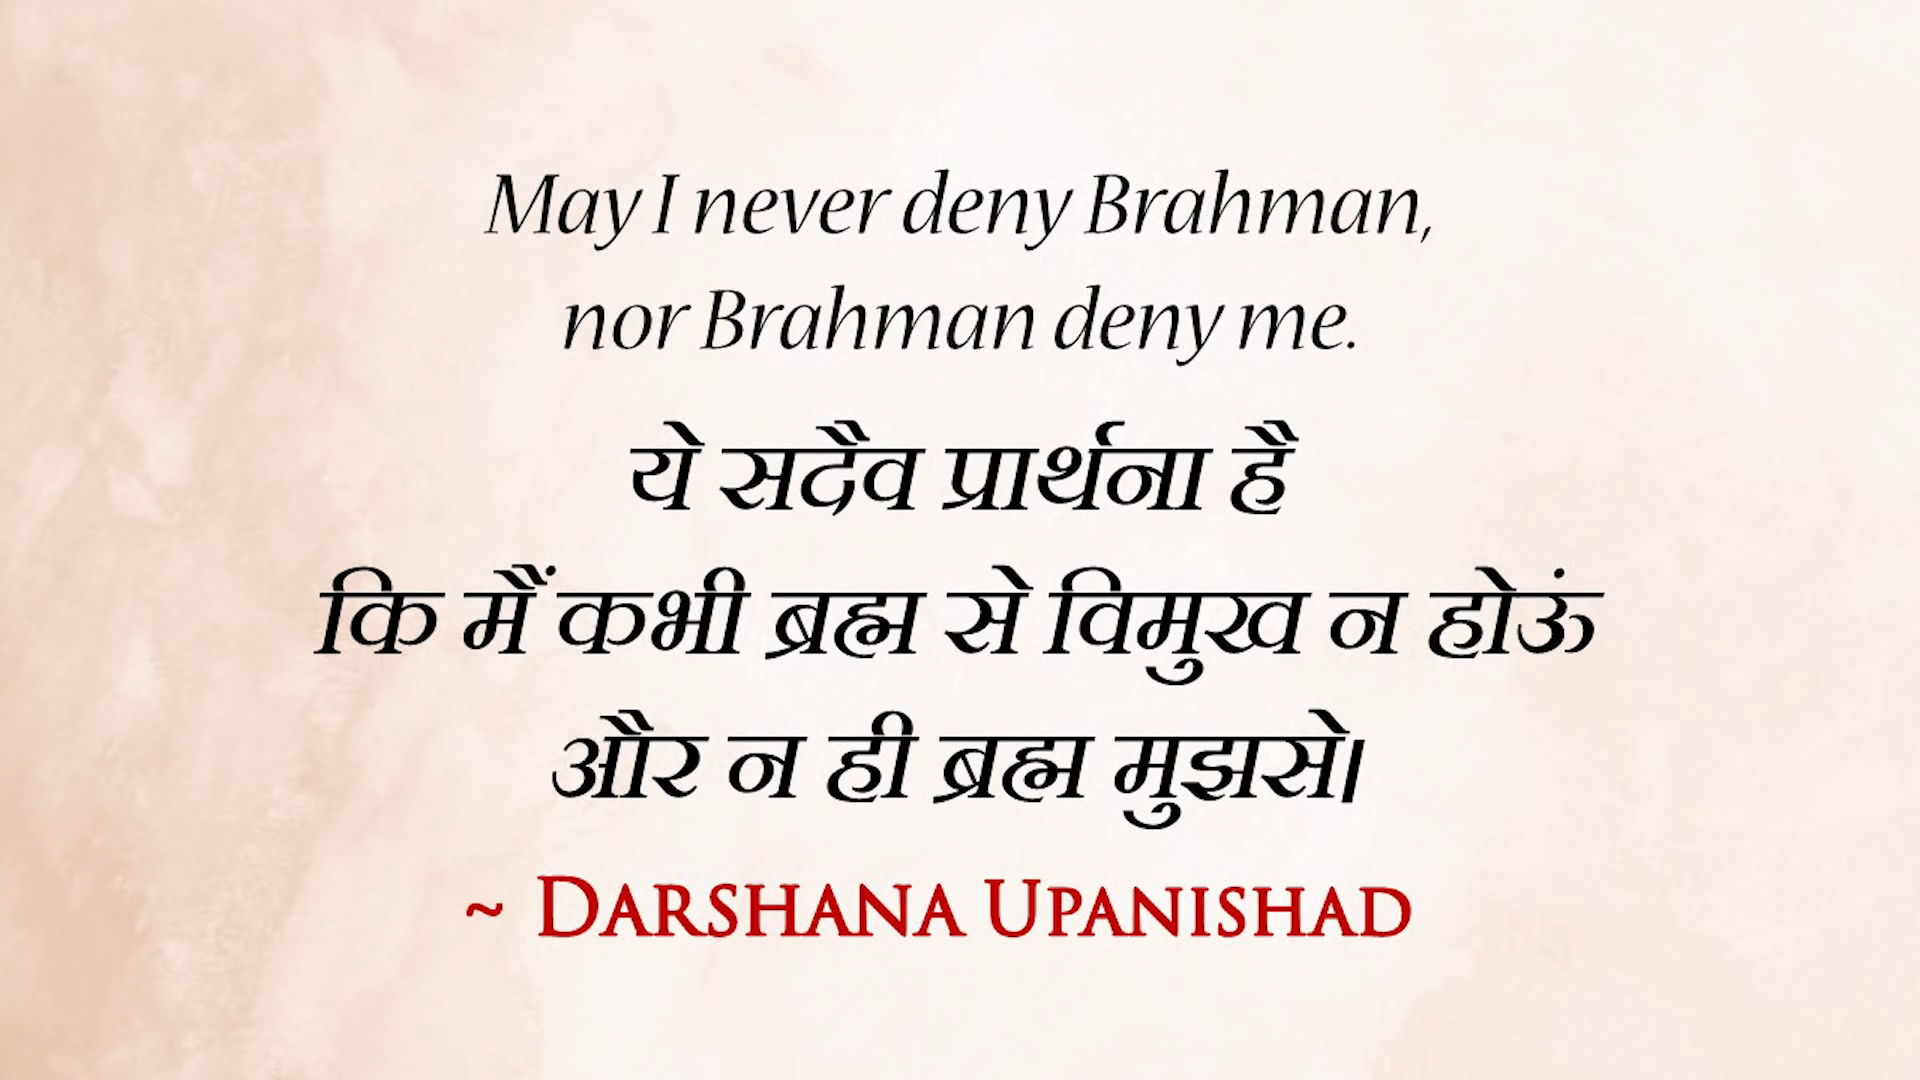 May I never deny Brahman,
nor Brahman deny me.
ये सदैव प्रार्थना है
कि मैं कभी ब्रह्म से विमुख न होऊं
और न ही ब्रह्म मुझसे।
~ DARSHANA UPANISHAD